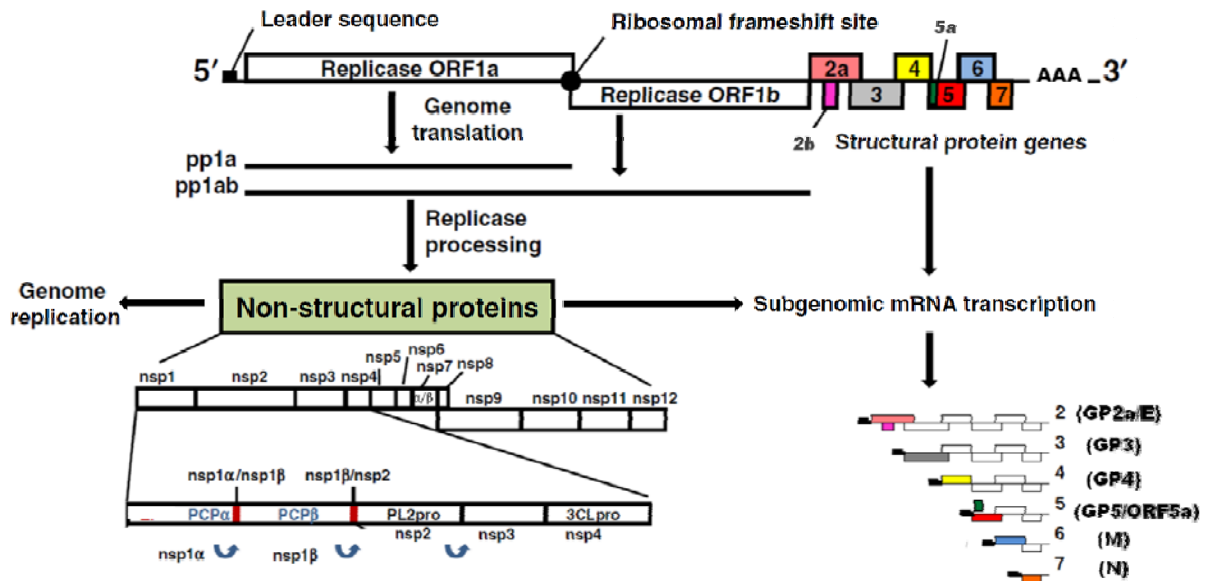 Leader sequence
Ribosomal frameshift site
5a
5′
Replicase ORF1a
2a
4
6
AAA
3′
Replicase ORF1b
3
5
7
Genome
translation
2b
Structural protein genes
pp1a
pp1ab
Replicase
processing
Genome
replication
Non-structural proteins
Subgenomic mRNA transcription
nsp1
nsp2
nsp3
nsp4
nsp5
nsp6
nsp7
nsp8
α/β
nsp9
nsp10
nsp11
nsp12
nsp1α/nsp1β
nsp1β/nsp2
PCPα
PCPβ
PL2pro
3CLpro
nsp2
nsp3
nsp4
nsp1α
nsp1β
2 (GP2a/E)
3 (GP3)
4 (GP4)
5 (GP5/ORF5a)
6 (M)
7 (N)